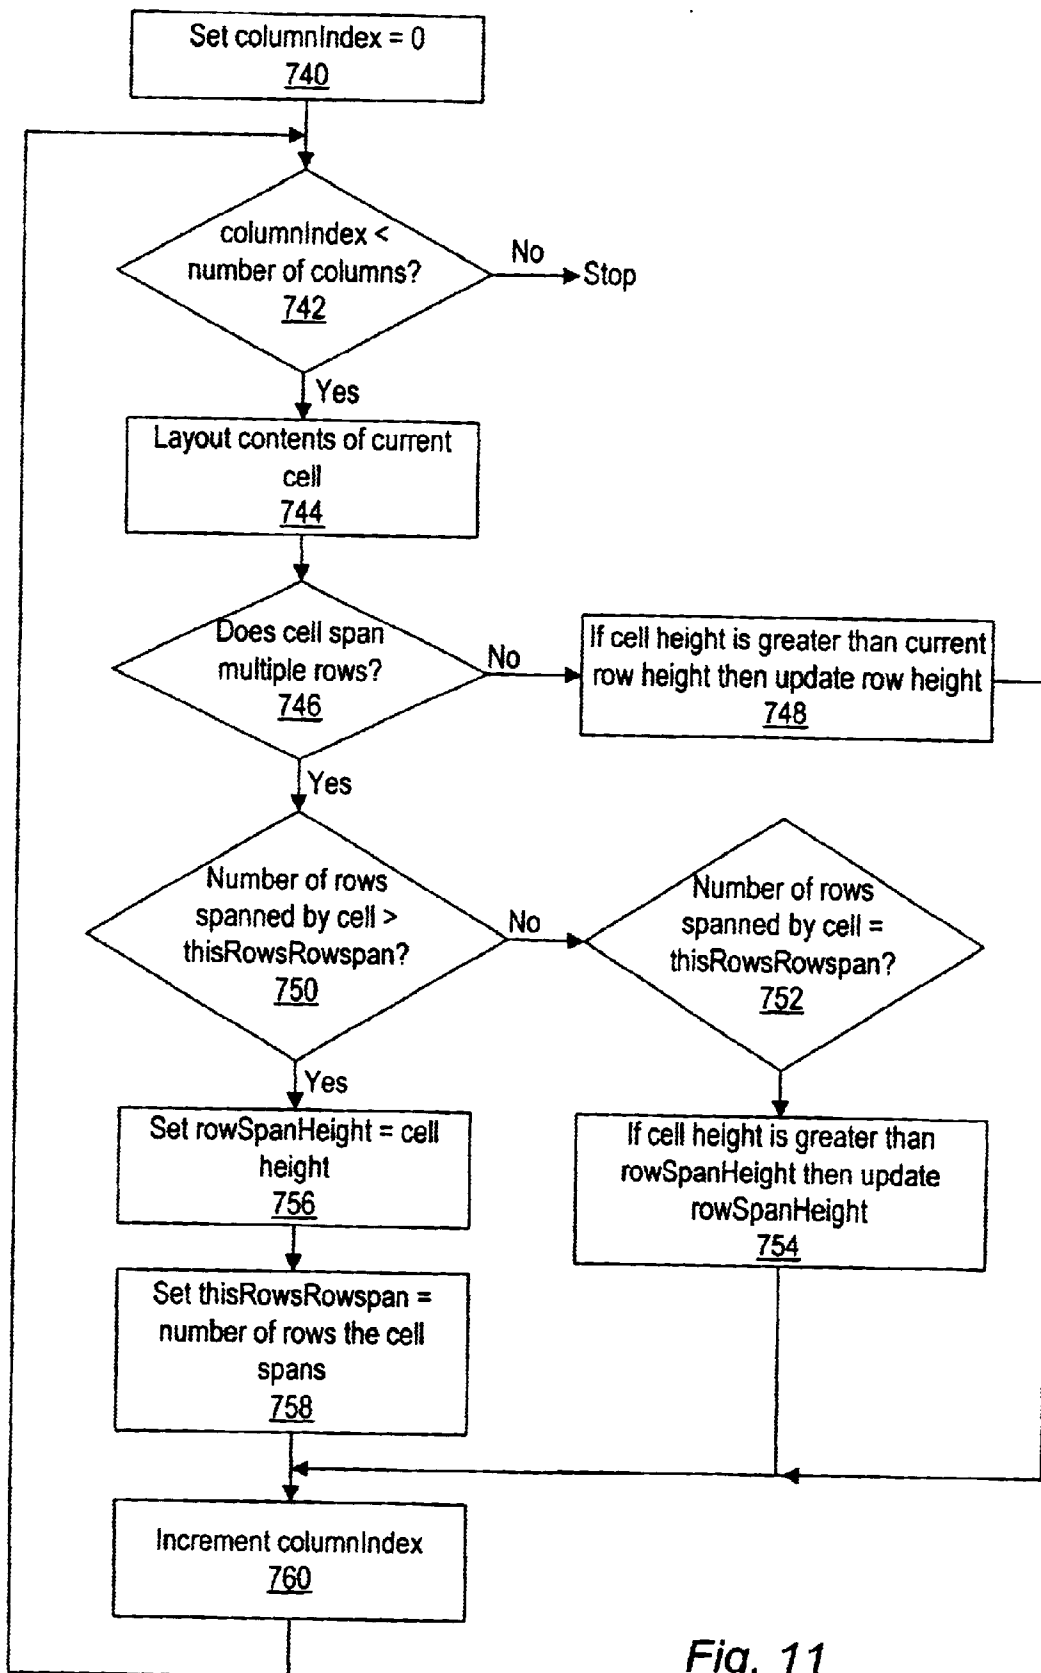 Set columnIndex = 0
740
columnIndex <
number of columns?
742
No
Stop
Yes
Layout contents of current
cell
744
Does cell span
multiple rows?
746
No
If cell height is greater than current
row height then update row height
748
Yes
Number of rows
spanned by cell >
thisRowsRowspan?
750
No
Number of rows
spanned by cell =
thisRowsRowspan?
752
Yes
Set rowSpanHeight = cell
height
756
If cell height is greater than
rowSpanHeight then update
rowSpanHeight
754
Set thisRowsRowspan =
number of rows the cell
spans
758
Increment columnIndex
760
Fig. 11